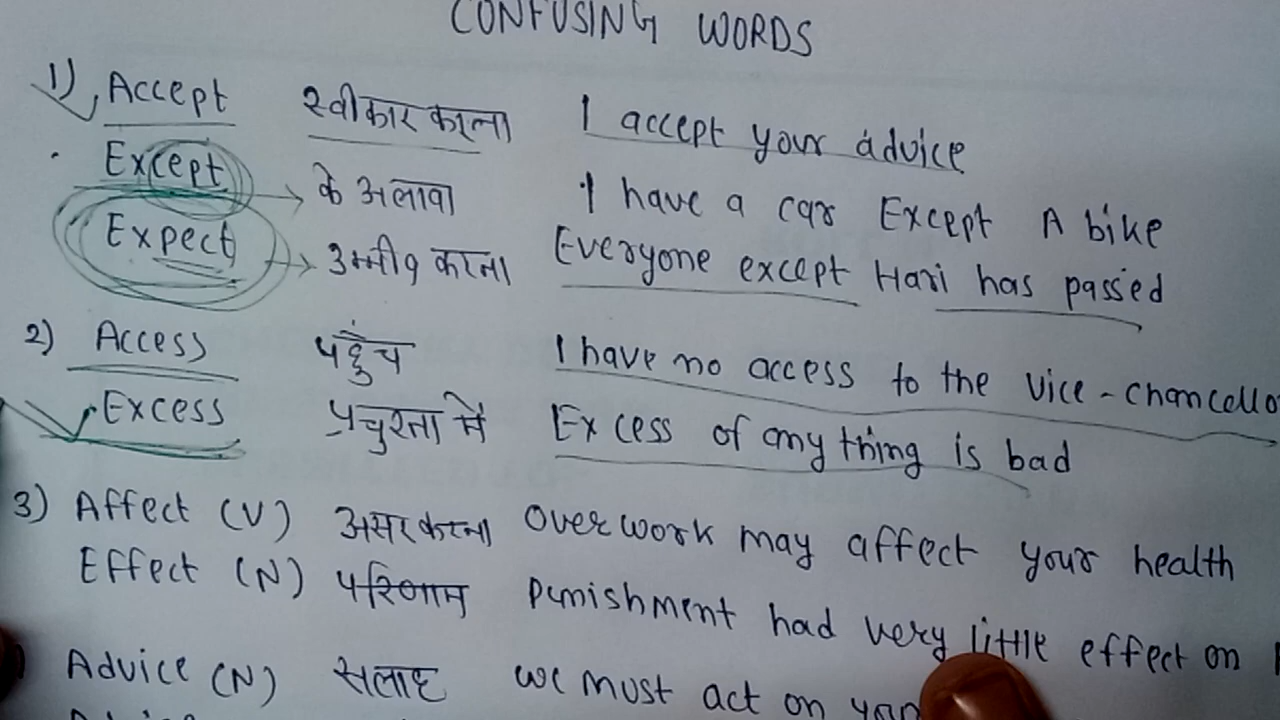 CONFUSING WORDS
1) Accept स्वीकार करना I accept your advice
Except के अलावा I have a car Except A bike
Expect उम्मीद करना Everyone except Hari has passed
2) Access पहुँच I have no access to the vice-chancello
Excess प्रचुरता में Excess of anything is bad
3) Affect (V) असर करना Over work may affect your health
Effect (N) परिणाम punishment had very little effect on
Advice (N) सलाह we must act on